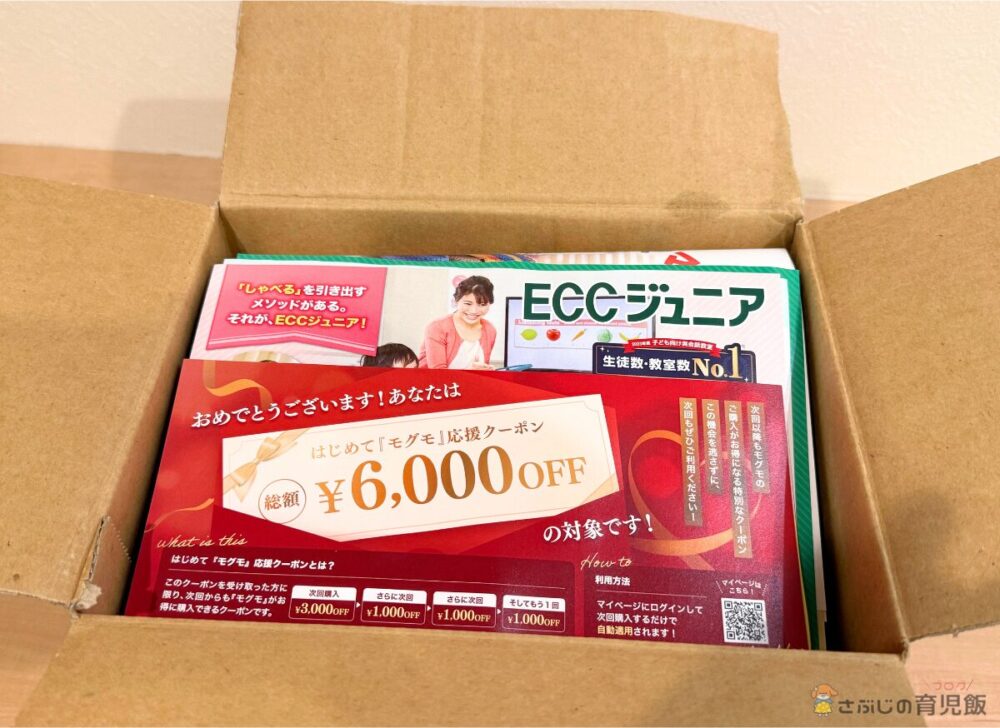 「しゃべる」を引き出す
メソッドがある。
それが、ECCジュニア！
ECCジュニア
子ども向け英会話教室
生徒数・教室数 No.1
おめでとうございます！あなたは
はじめて『モグモ』応援クーポン
総額 ¥6,000OFF
の対象です！
次回以降もモグモの
ご購入がお得になる特別なクーポン
この機会を逃さずに、
次回もぜひご利用ください！
What is this
はじめて『モグモ』応援クーポンとは？
このクーポンを受け取った方に
限り、次回からも『モグモ』がお
得に購入できるクーポンです。
次回購入
¥3,000OFF
さらに次回
¥1,000OFF
さらに次回
¥1,000OFF
そしてもう1回
¥1,000OFF
How to
利用方法
マイページにログインして
次回購入するだけで
自動適用されます！
マイページは
こちら！
ブログ
さぶじの育児飯